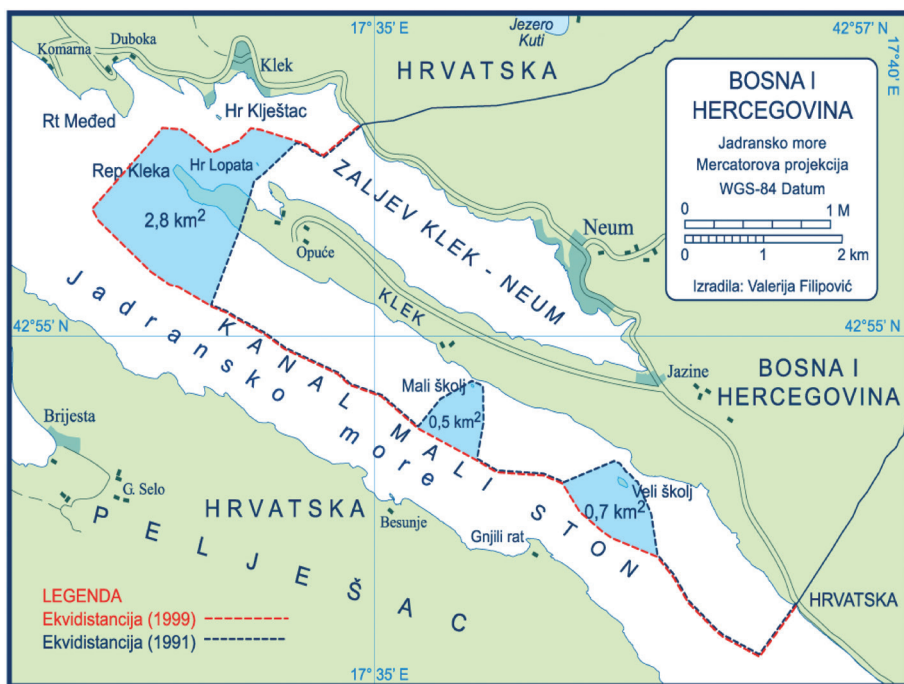 17° 35' E
42° 57' N
17° 40' E
Jezero
Kuti
Duboka
Komarna
Klek
HRVATSKA
BOSNA I
HERCEGOVINA
Jadransko more
Mercatorova projekcija
WGS-84 Datum
0 1 M
0 1 2 km
Izradila: Valerija Filipović
Rt Međed
Hr Klještac
Rep Kleka
Hr Lopata
2,8 km²
ZALJEV KLEK - NEUM
Neum
Opuće
KLEK
42° 55' N
42° 55' N
Jadransko more
KANAL MALI STON
Mali školj
0,5 km²
Jazine
BOSNA I
HERCEGOVINA
Brijesta
G. Selo
HRVATSKA
PELJEŠAC
Besunje
Gnjili rat
Veli školj
0,7 km²
HRVATSKA
LEGENDA
Ekvidistancija (1999)
Ekvidistancija (1991)
17° 35' E